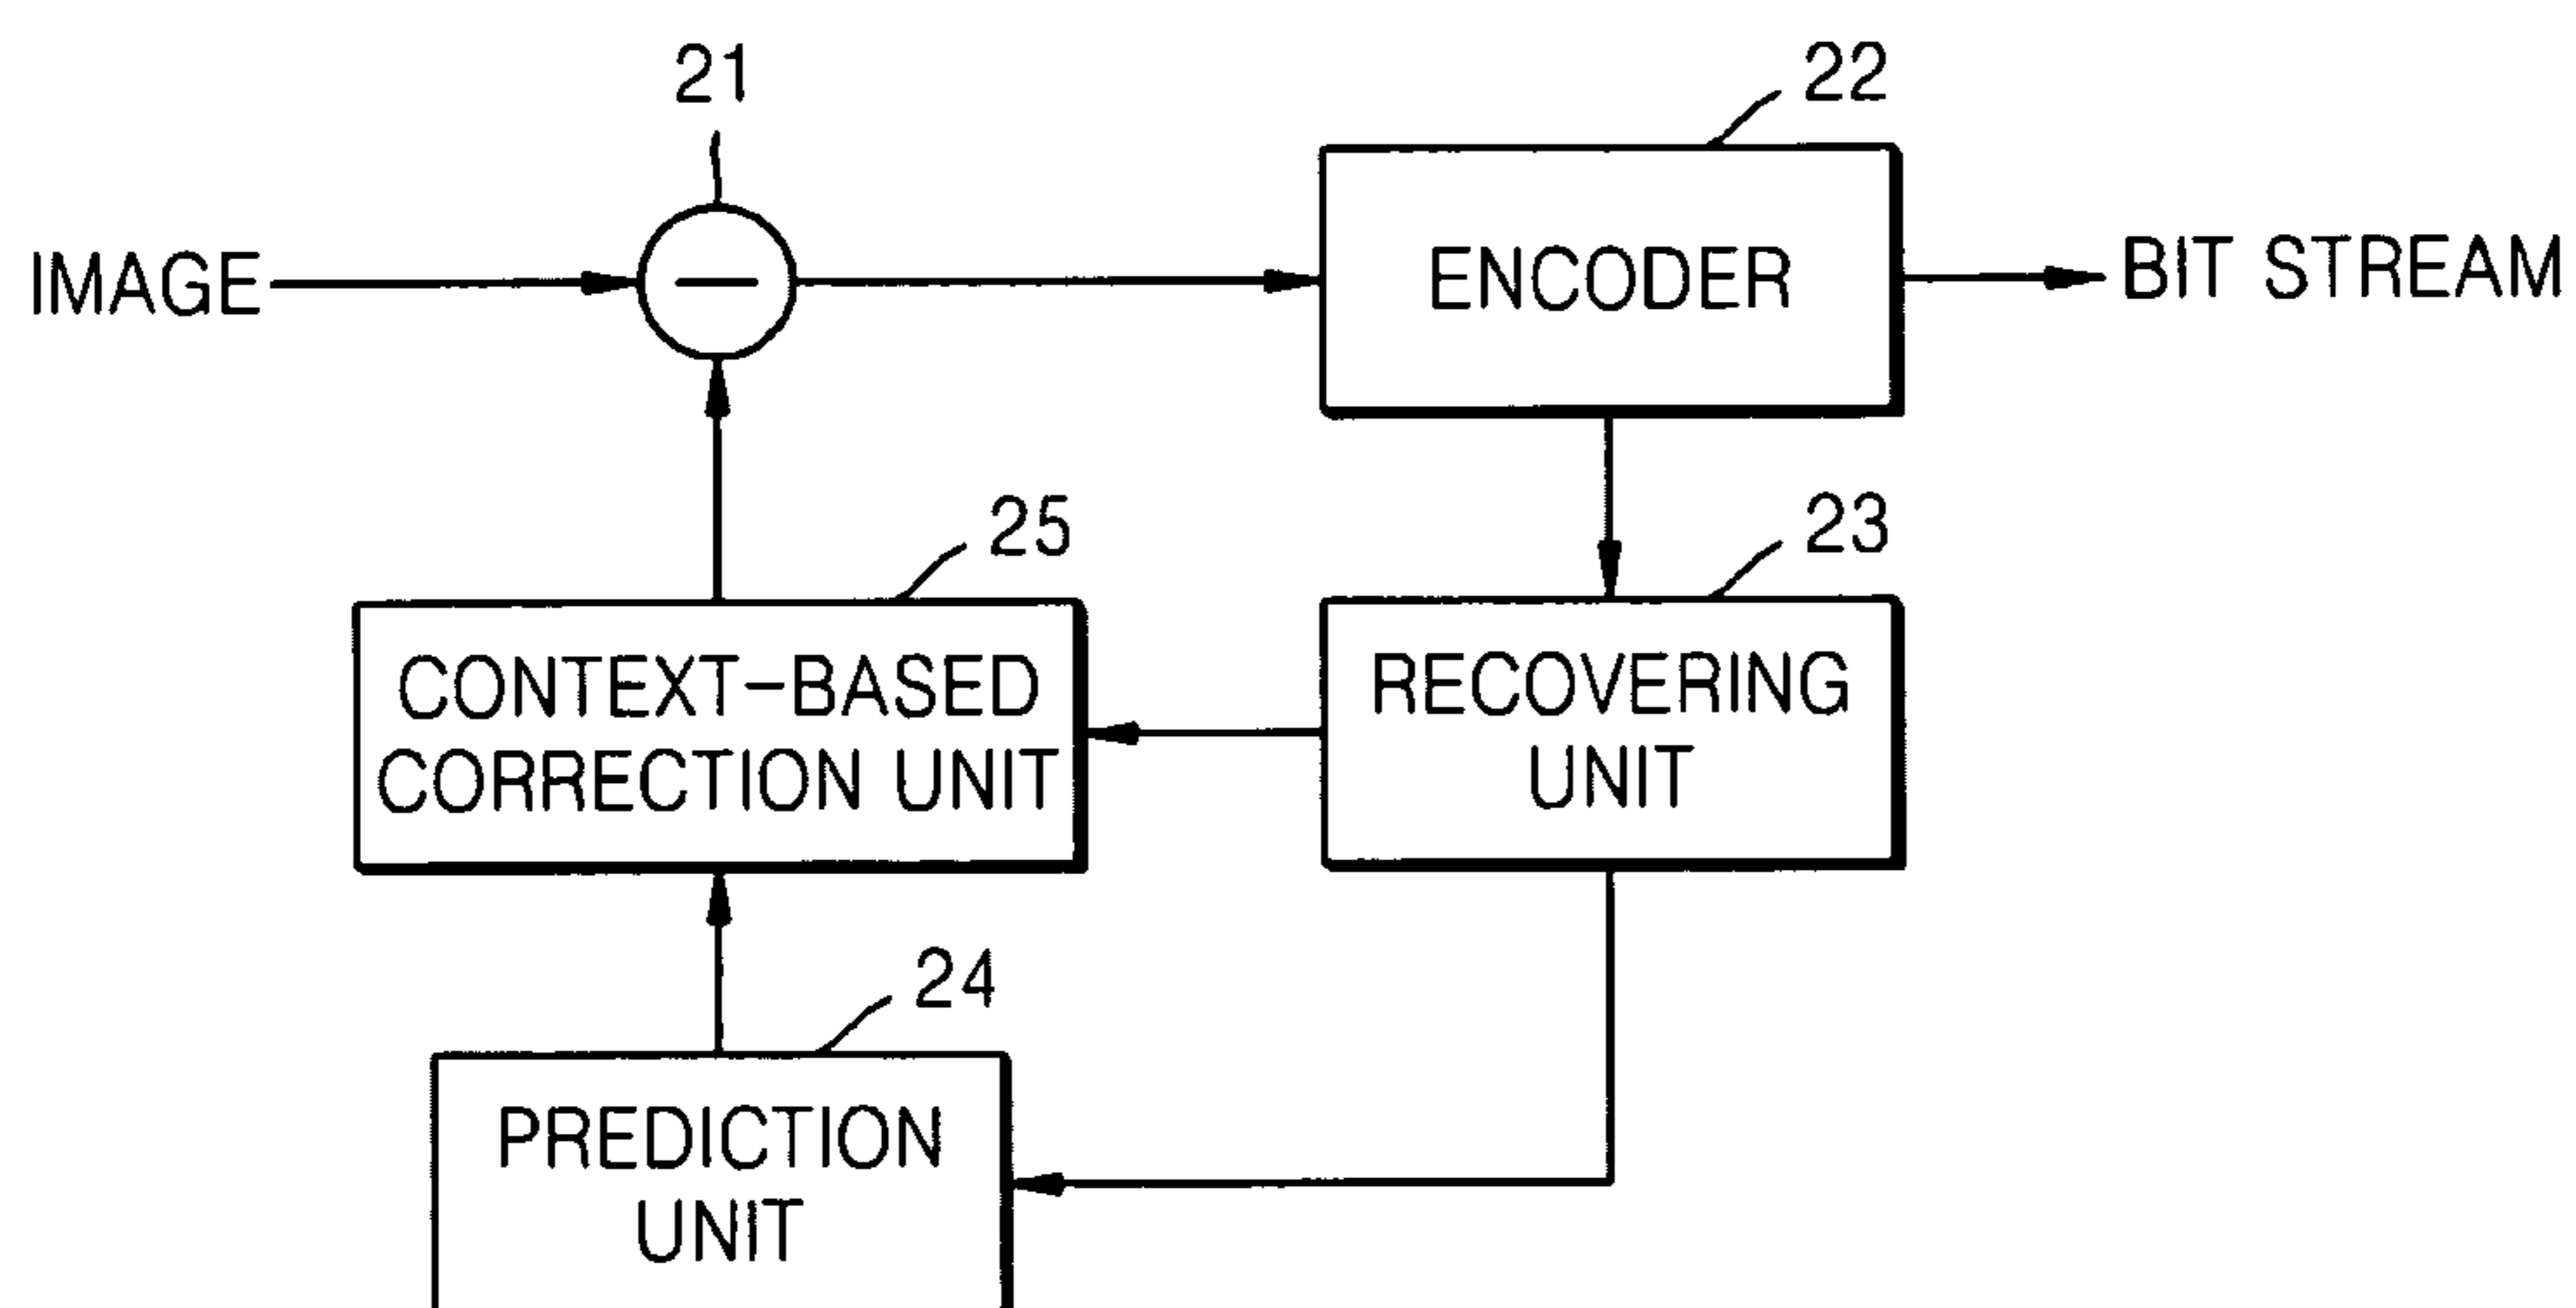 21
22
IMAGE
—
ENCODER
BIT STREAM
25
23
CONTEXT-BASED
CORRECTION UNIT
RECOVERING
UNIT
24
PREDICTION
UNIT